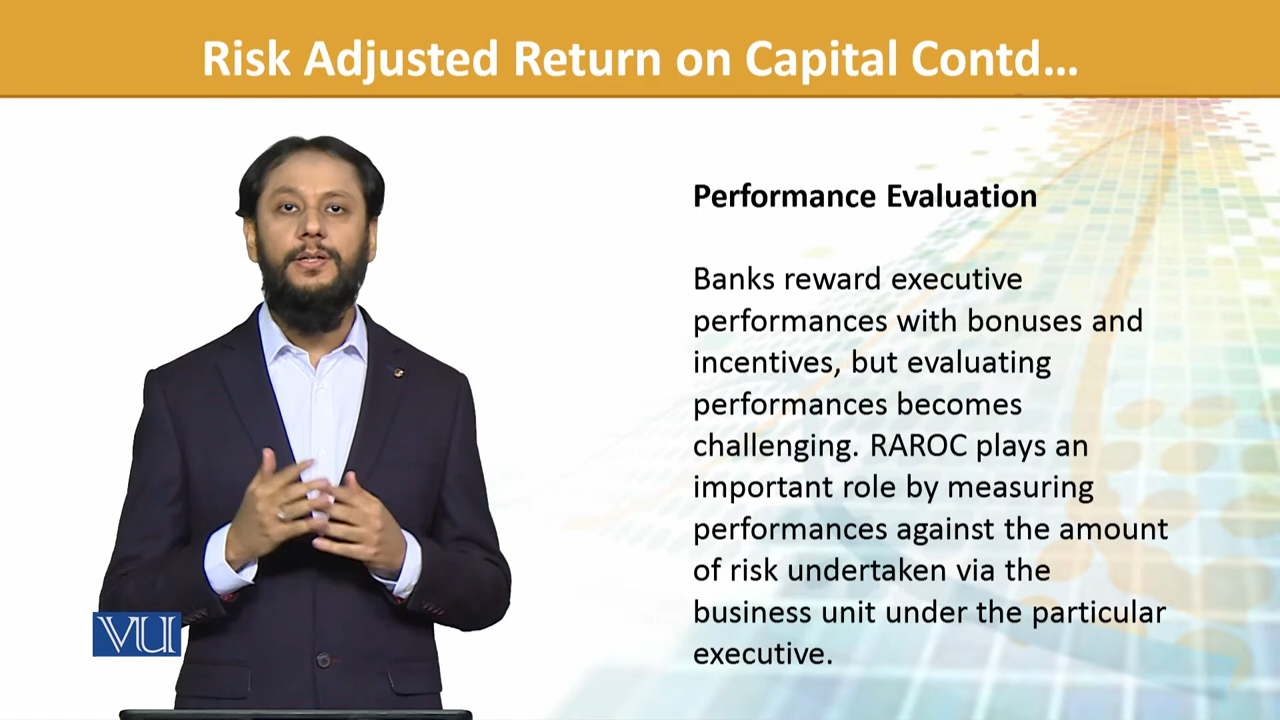 Risk Adjusted Return on Capital Contd...
Performance Evaluation
Banks reward executive
performances with bonuses and
incentives, but evaluating
performances becomes
challenging. RAROC plays an
important role by measuring
performances against the amount
of risk undertaken via the
business unit under the particular
executive.
VU